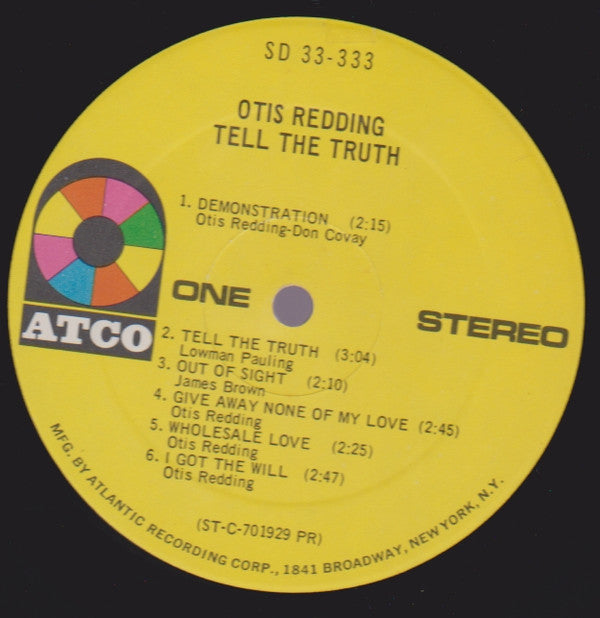 SD 33-333
OTIS REDDING
TELL THE TRUTH
1. DEMONSTRATION (2:15)
Otis Redding-Don Covay
ATCO
ONE
STEREO
2. TELL THE TRUTH (3:04)
Lowman Pauling
3. OUT OF SIGHT (2:10)
James Brown
4. GIVE AWAY NONE OF MY LOVE (2:45)
Otis Redding
5. WHOLESALE LOVE (2:25)
Otis Redding
6. I GOT THE WILL (2:47)
Otis Redding
(ST-C-701929 PR)
MFG. BY ATLANTIC RECORDING CORP., 1841 BROADWAY, NEW YORK, N.Y.